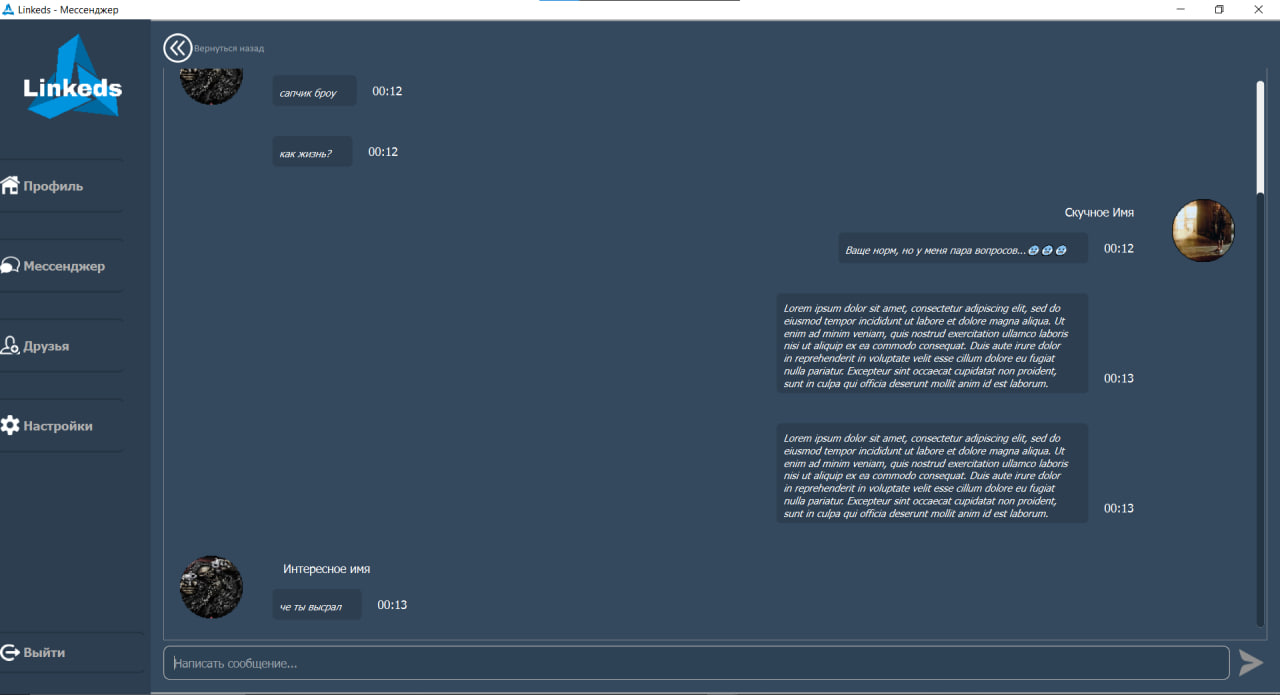 Linkeds - Мессенджер
Linkeds
Вернуться назад
Профиль
Мессенджер
Друзья
Настройки
Выйти
сапчик броу 00:12
как жизнь? 00:12
Скучное Имя
Ваще норм, но у меня пара вопросов...🥶🥶🥶 00:12
Lorem ipsum dolor sit amet, consectetur adipiscing elit, sed do
eiusmod tempor incididunt ut labore et dolore magna aliqua. Ut
enim ad minim veniam, quis nostrud exercitation ullamco laboris
nisi ut aliquip ex ea commodo consequat. Duis aute irure dolor
in reprehenderit in voluptate velit esse cillum dolore eu fugiat
nulla pariatur. Excepteur sint occaecat cupidatat non proident,
sunt in culpa qui officia deserunt mollit anim id est laborum. 00:13
Lorem ipsum dolor sit amet, consectetur adipiscing elit, sed do
eiusmod tempor incididunt ut labore et dolore magna aliqua. Ut
enim ad minim veniam, quis nostrud exercitation ullamco laboris
nisi ut aliquip ex ea commodo consequat. Duis aute irure dolor
in reprehenderit in voluptate velit esse cillum dolore eu fugiat
nulla pariatur. Excepteur sint occaecat cupidatat non proident,
sunt in culpa qui officia deserunt mollit anim id est laborum. 00:13
Интересное имя
че ты высрал 00:13
Написать сообщение...